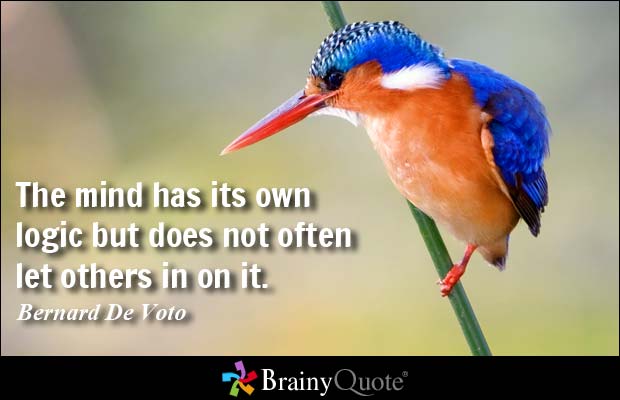 The mind has its own
logic but does not often
let others in on it.
Bernard De Voto
BrainyQuote®